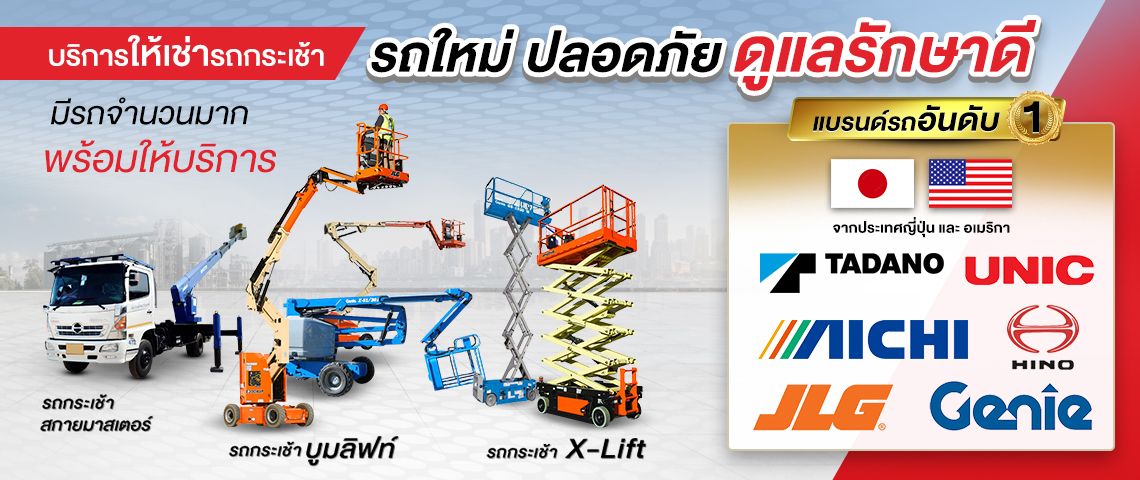 บริการให้เช่ารถกระเช้า
รถใหม่ ปลอดภัย ดูแลรักษาดี
มีรถจำนวนมาก
พร้อมให้บริการ
แบรนด์รถอันดับ 1
จากประเทศญี่ปุ่น และ อเมริกา
TADANO
UNIC
AICHI
HINO
JLG
Genie
JLG
รถกระเช้า
สกายมาสเตอร์
รถกระเช้า บูมลิฟท์
รถกระเช้า X-Lift